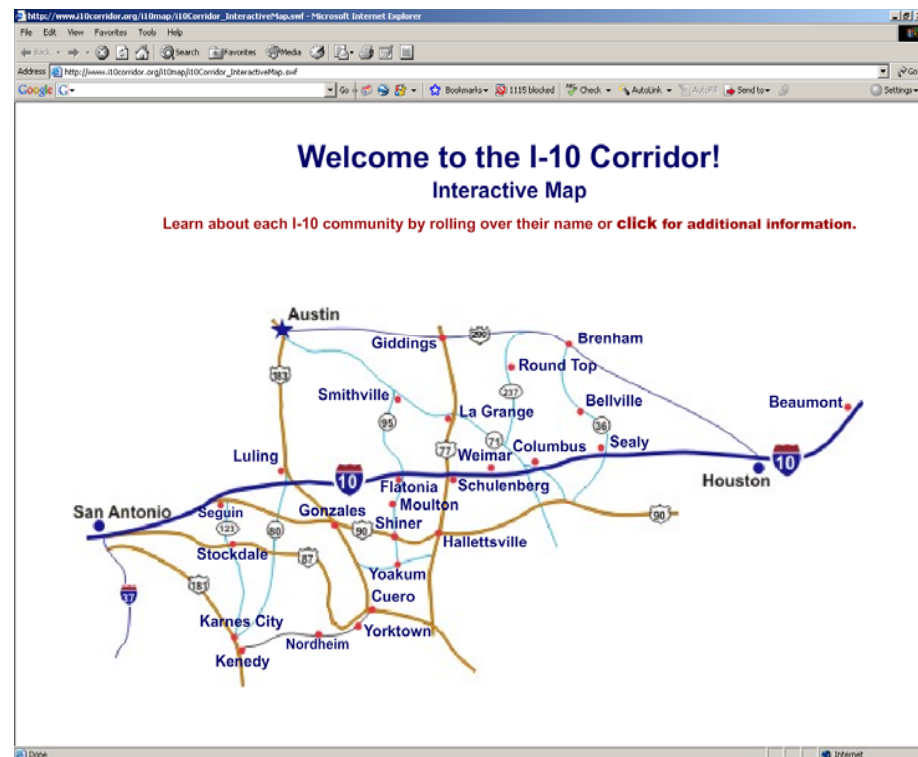 http://www.i10corridor.org/i10map/i10Corridor_InteractiveMap.swf - Microsoft Internet Explorer
File Edit View Favorites Tools Help
Back Search Favorites Media
Address http://www.i10corridor.org/i10map/i10Corridor_InteractiveMap.swf Go
Google G Go Bookmarks 1115 blocked Check AutoLink AutoFill Send to Settings
Welcome to the I-10 Corridor!
Interactive Map
Learn about each I-10 community by rolling over their name or click for additional information.
Austin
Giddings
290
Brenham
Round Top
183
237
Smithville
Bellville
Beaumont
La Grange
95
36
71
Columbus
Sealy
77
Weimar
Luling
10
10
Flatonia
Schulenberg
Houston
Moulton
San Antonio
Seguin
Gonzales
90
123
80
90
Shiner
Hallettsville
Stockdale
87
Yoakum
181
37
Cuero
Karnes City
Yorktown
Nordheim
Kenedy
Done Internet